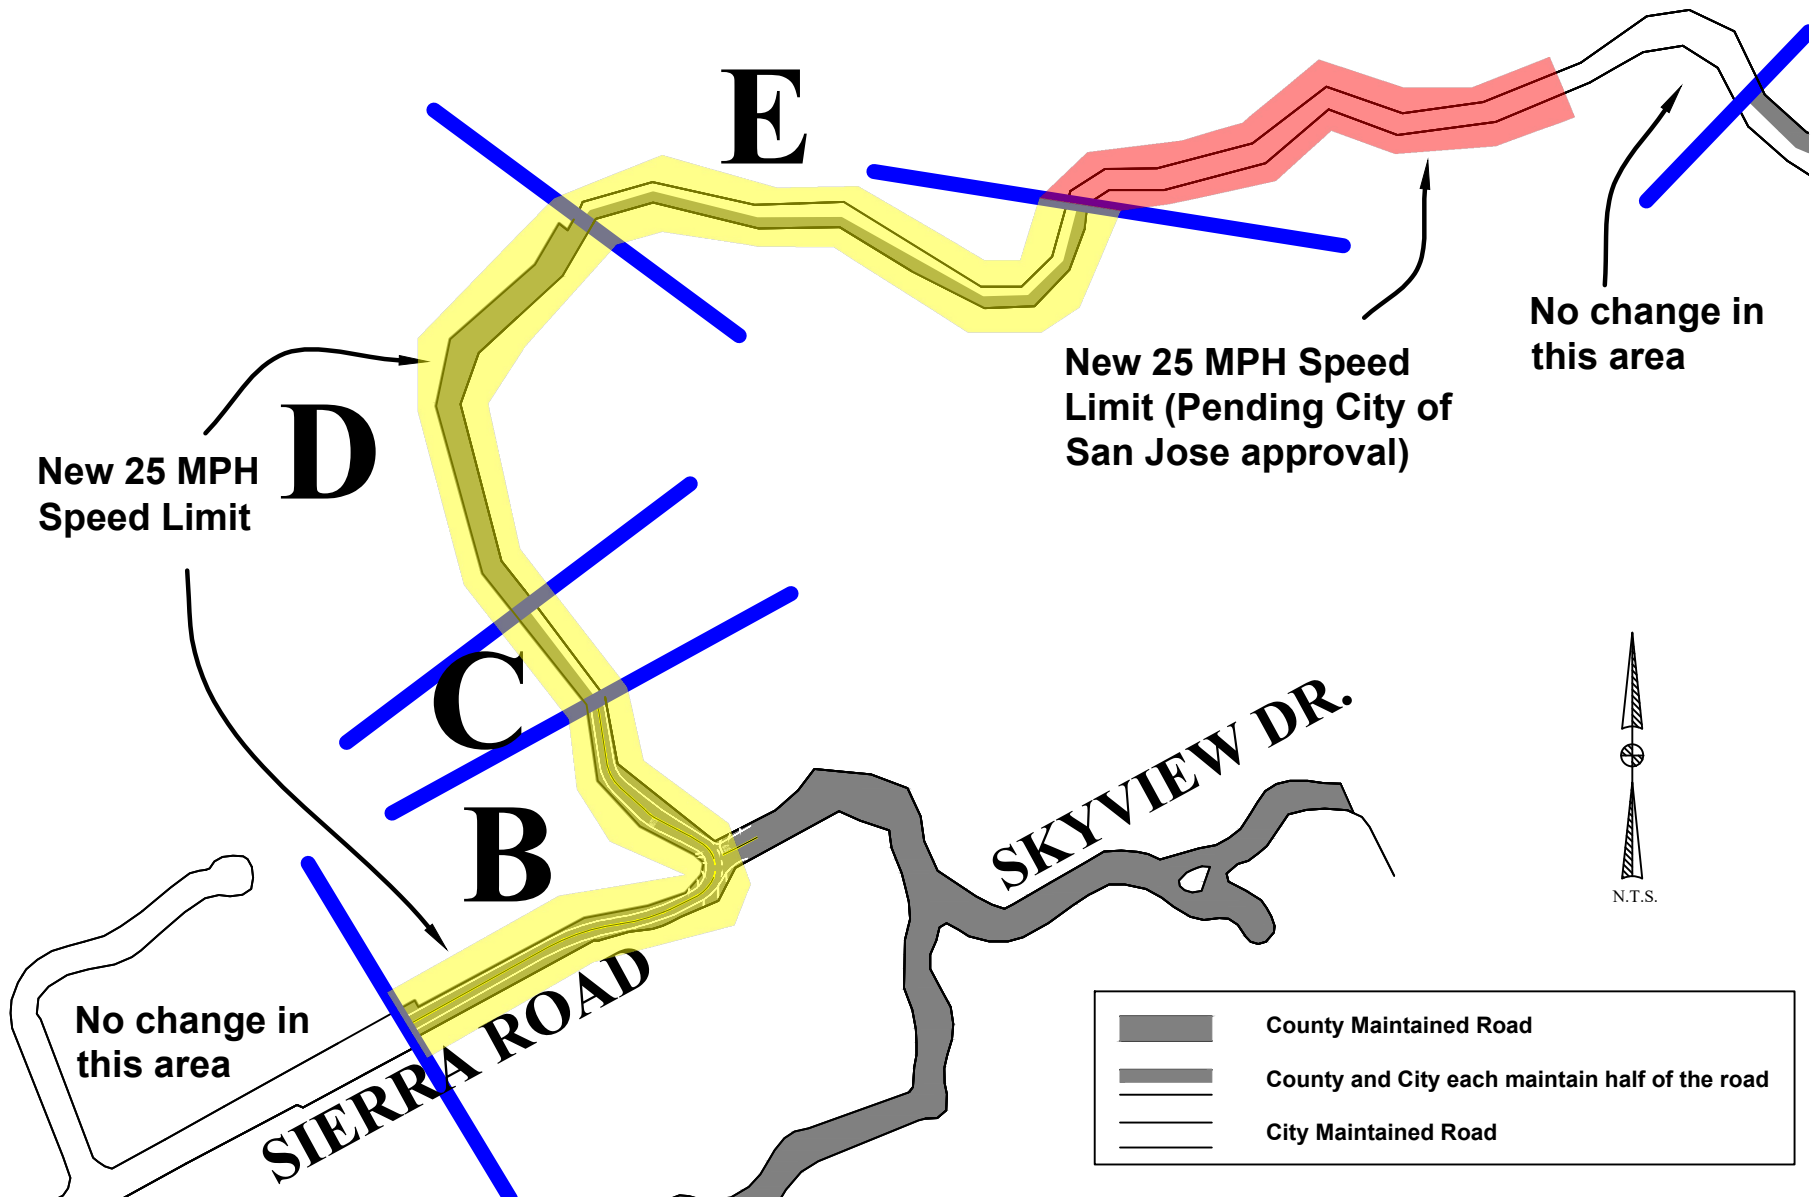 E
No change in
this area
New 25 MPH Speed
Limit (Pending City of
San Jose approval)
D
New 25 MPH
Speed Limit
C
SKYVIEW DR.
B
N.T.S.
SIERRA ROAD
No change in
this area
County Maintained Road
County and City each maintain half of the road
City Maintained Road